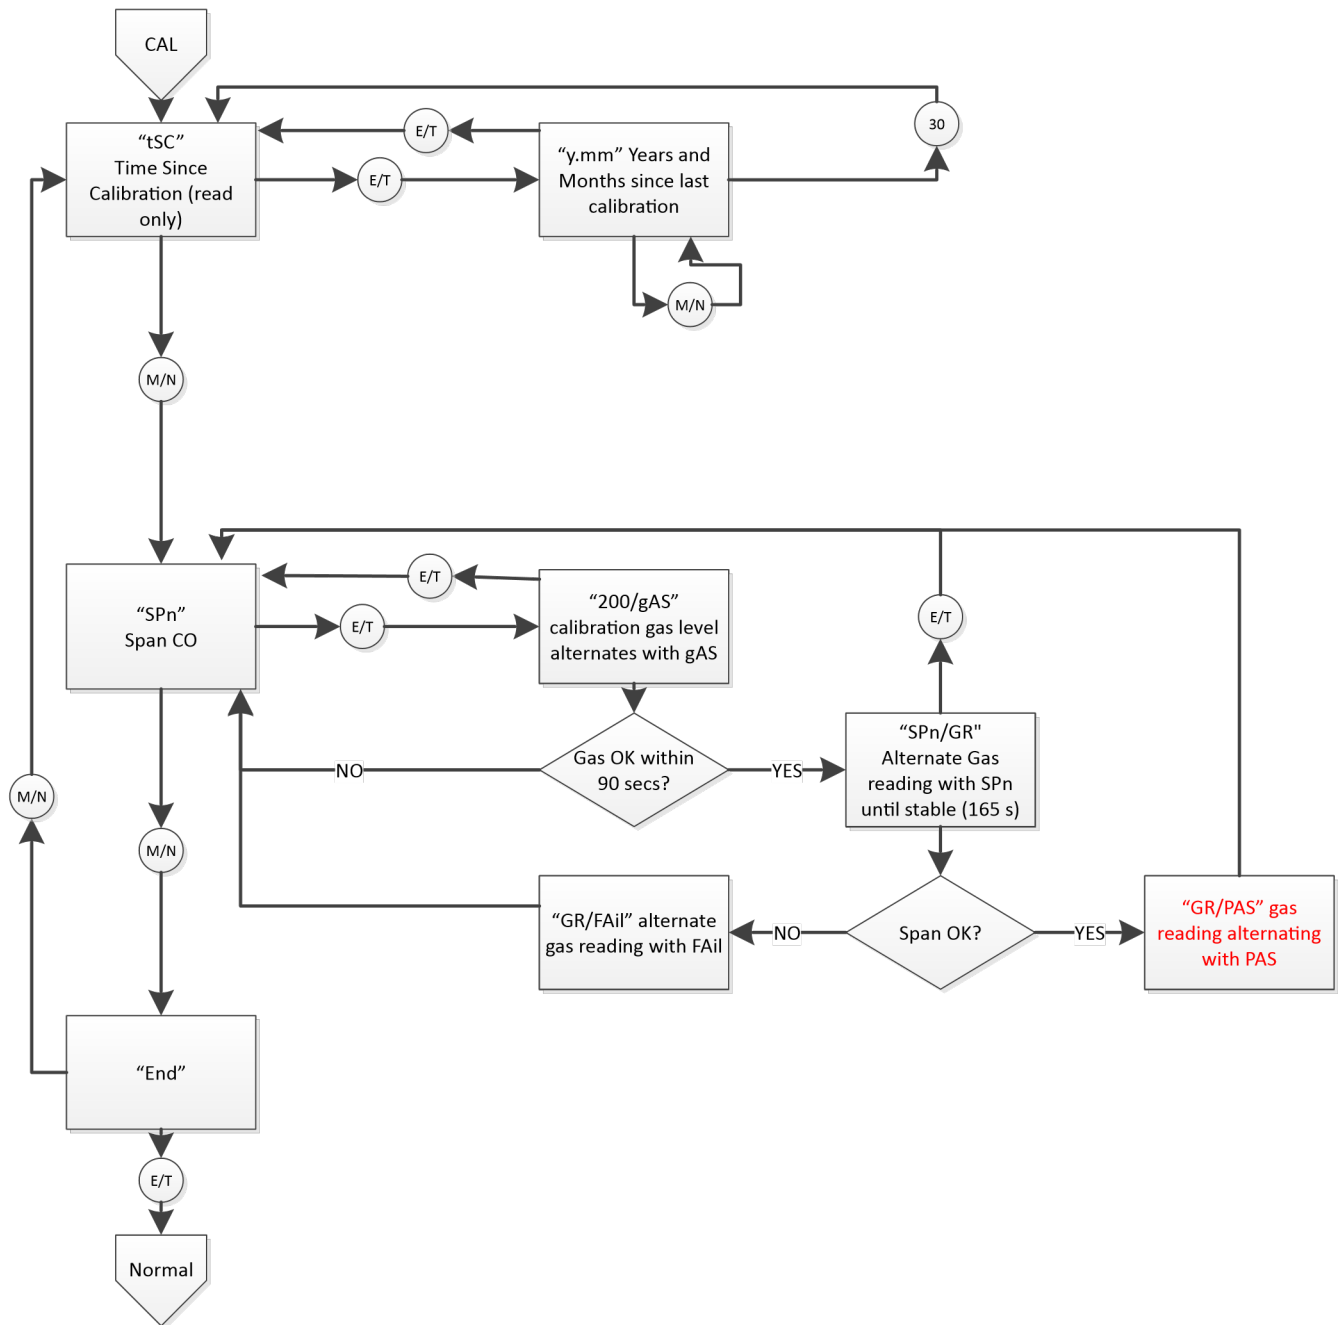 CAL
“tSC”
Time Since
Calibration (read
only)
E/T
E/T
“y.mm” Years and
Months since last
calibration
30
M/N
M/N
“SPn”
Span CO
E/T
E/T
“200/gAS”
calibration gas level
alternates with gAS
E/T
Gas OK within
90 secs?
NO
YES
“SPn/GR"
Alternate Gas
reading with SPn
until stable (165 s)
M/N
M/N
“GR/FAil” alternate
gas reading with FAil
NO
Span OK?
YES
“GR/PAS” gas
reading alternating
with PAS
“End”
E/T
Normal